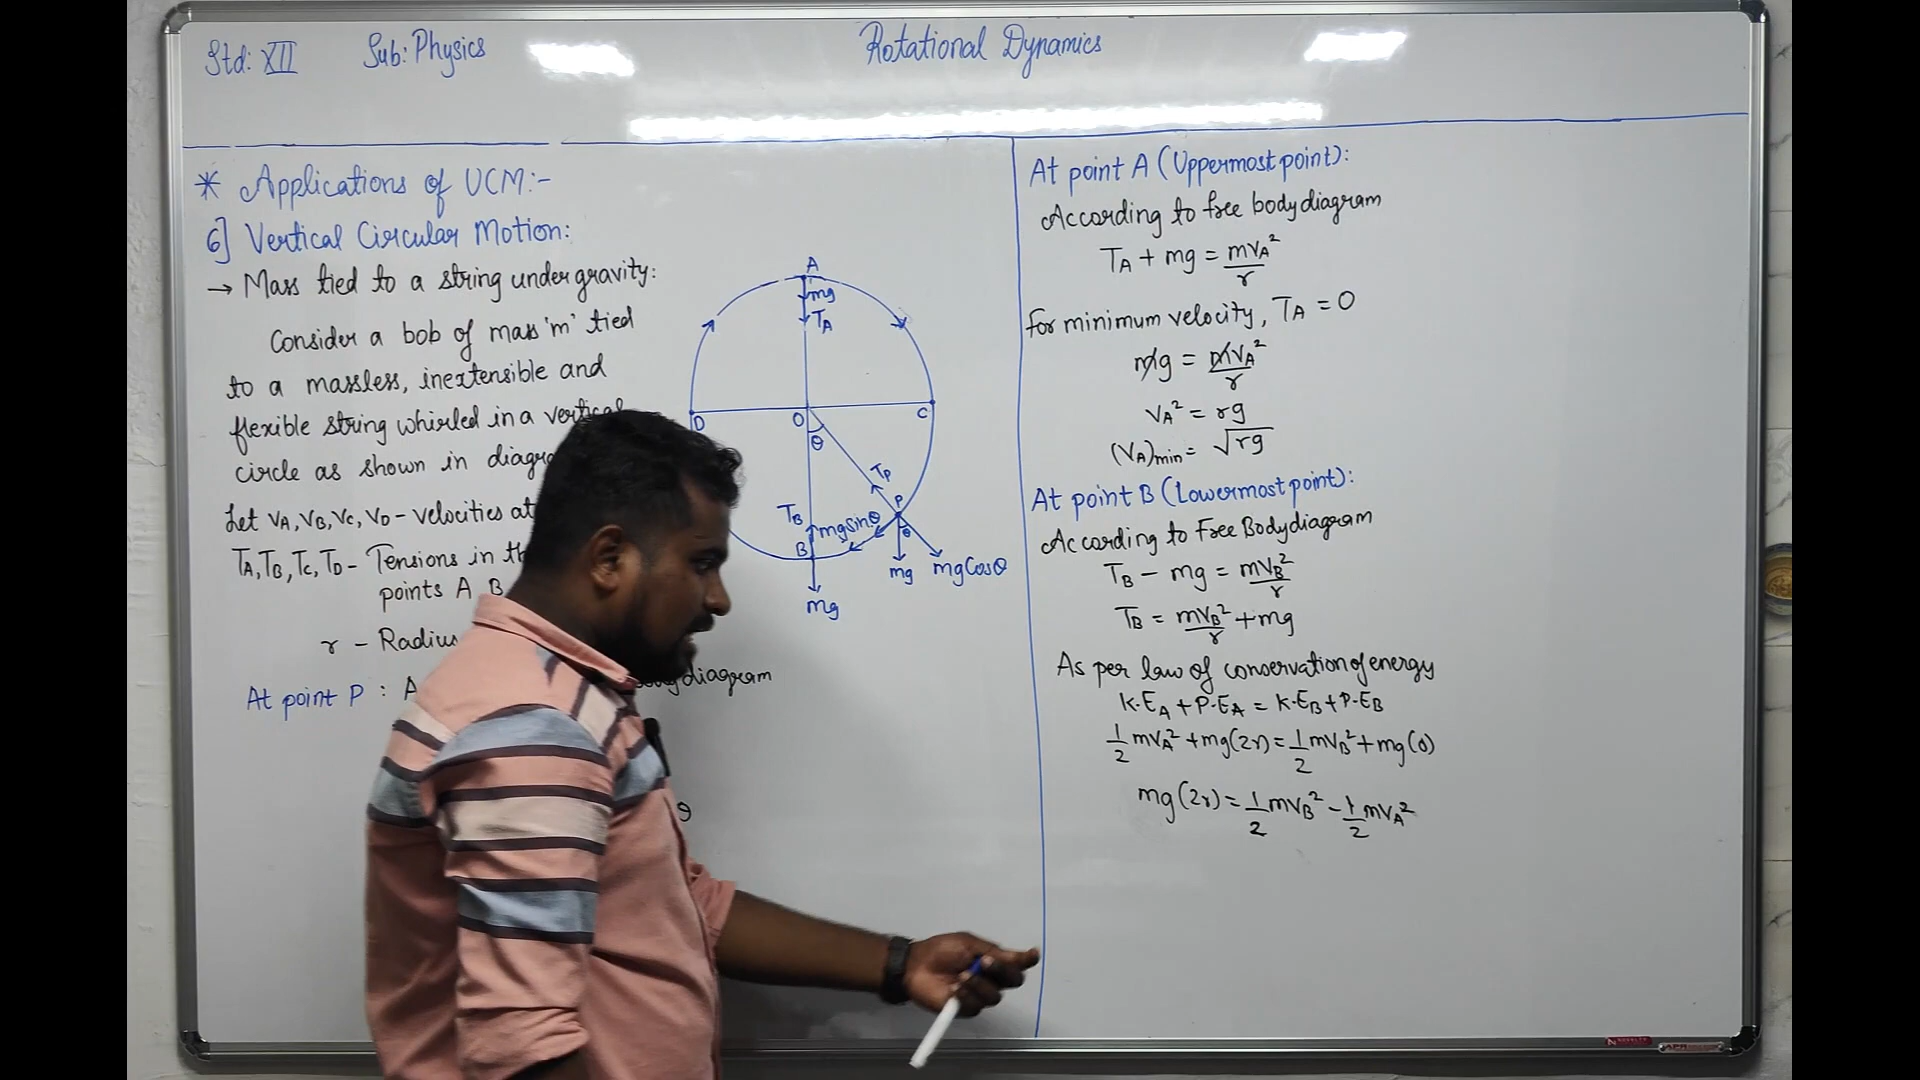 Std: XII Sub: Physics Rotational Dynamics
* Applications of UCM:-
6] Vertical Circular Motion:
→ Mass tied to a string under gravity:
Consider a bob of mass 'm' tied
to a massless, inextensible and
flexible string whirled in a vertical
circle as shown in
Let vA, vB, vC, vD - velocities at
TA, TB, TC, TD - Tensions in
points A B
r - Radius
At point P : diagram
A
mg
TA
D
O
C
θ
TP
P
TB
mgsinθ
θ
B
mg
mgCosθ
mg
At point A (Uppermost point):
According to free body diagram
TA + mg = mvA²/r
for minimum velocity, TA = 0
mg = mvA²/r
vA² = rg
(vA)min = √rg
At point B (Lowermost point):
According to Free Body diagram
TB - mg = mvB²/r
TB = mvB²/r + mg
As per law of conservation of energy
K.EA + P.EA = K.EB + P.EB
1/2 mvA² + mg(2r) = 1/2 mvB² + mg(0)
mg(2r) = 1/2 mvB² - 1/2 mvA²